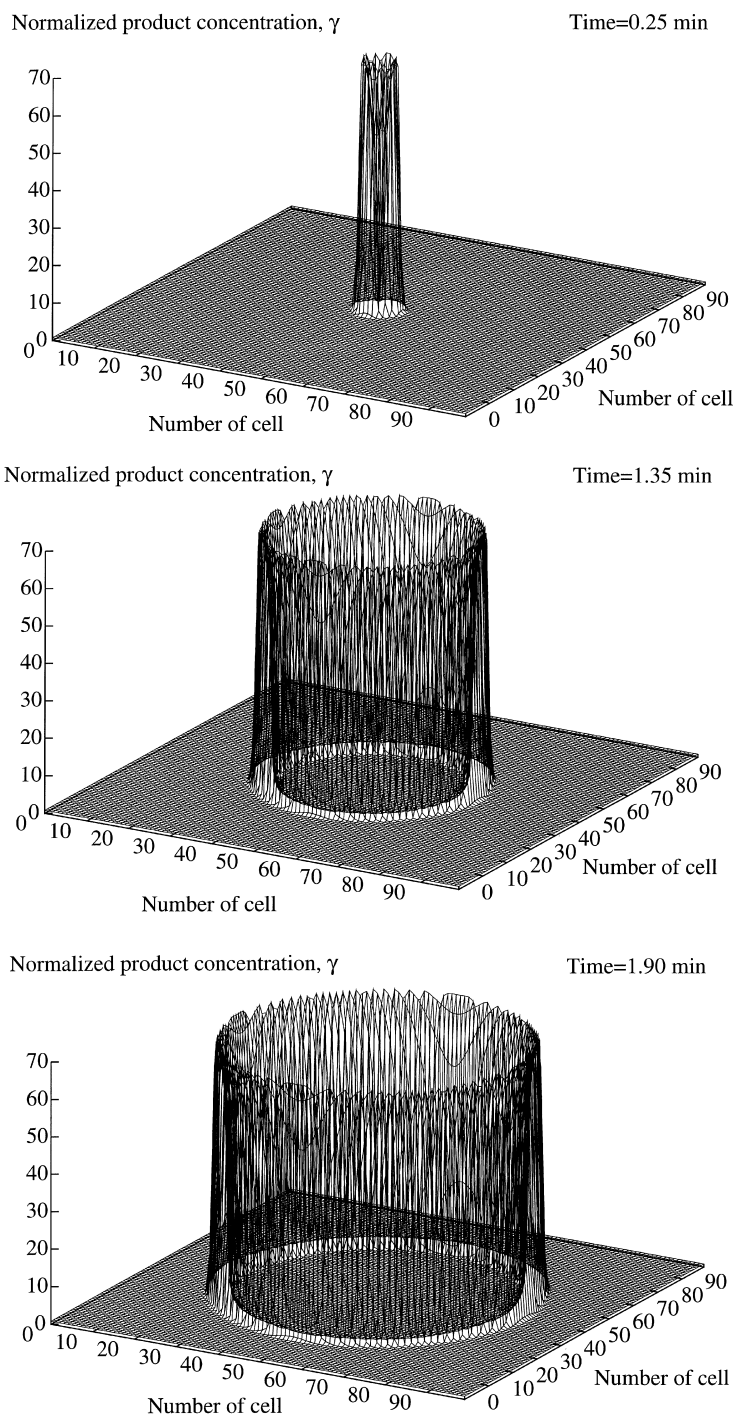 Normalized product concentration, γ Time=0.25 min
70
60
50
40
30
20
10
0
0 10 20 30 40 50 60 70 80 90
0 10 20 30 40 50 60 70 80 90
Number of cell
Number of cell
Normalized product concentration, γ Time=1.35 min
70
60
50
40
30
20
10
0
0 10 20 30 40 50 60 70 80 90
0 10 20 30 40 50 60 70 80 90
Number of cell
Number of cell
Normalized product concentration, γ Time=1.90 min
70
60
50
40
30
20
10
0
0 10 20 30 40 50 60 70 80 90
0 10 20 30 40 50 60 70 80 90
Number of cell
Number of cell